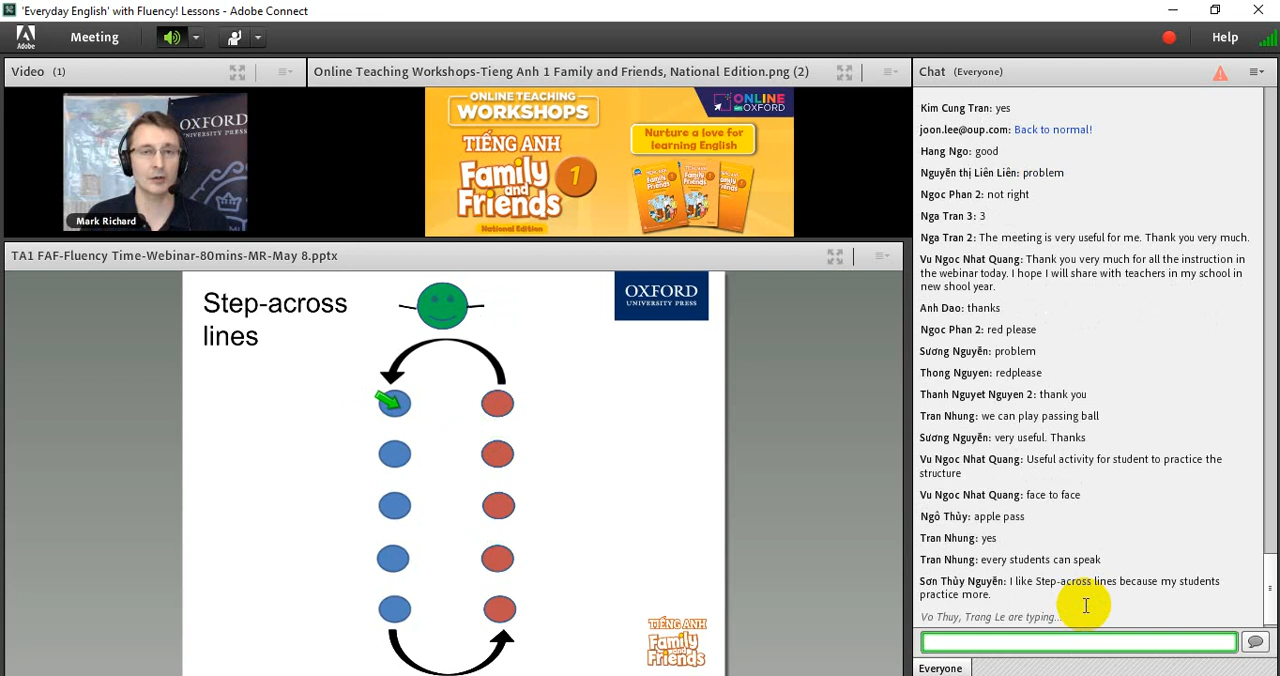 'Everyday English' with Fluency! Lessons - Adobe Connect
Adobe
Meeting
Help
Video (1)
Online Teaching Workshops-Tieng Anh 1 Family and Friends, National Edition.png (2)
Chat (Everyone)
OXFORD
UNIVERSITY PRESS
Mark Richard
ONLINE TEACHING
WORKSHOPS
TIẾNG ANH
Family
and
Friends
1
National Edition
ONLINE
OXFORD
Nurture a love for
learning English
TA1 FAF-Fluency Time-Webinar-80mins-MR-May 8.pptx
Step-across
lines
OXFORD
UNIVERSITY PRESS
TIẾNG ANH
Family
and
Friends
Kim Cung Tran: yes
joon.lee@oup.com: Back to normal!
Hang Ngo: good
Nguyễn thị Liên Liên: problem
Ngoc Phan 2: not right
Nga Tran 3: 3
Nga Tran 2: The meeting is very useful for me. Thank you very much.
Vu Ngoc Nhat Quang: Thank you very much for all the instruction in
the webinar today. I hope I will share with teachers in my school in
new shool year.
Anh Dao: thanks
Ngoc Phan 2: red please
Sương Nguyễn: problem
Thong Nguyen: redplease
Thanh Nguyet Nguyen 2: thank you
Tran Nhung: we can play passing ball
Sương Nguyễn: very useful. Thanks
Vu Ngoc Nhat Quang: Useful activity for student to practice the
structure
Vu Ngoc Nhat Quang: face to face
Ngô Thủy: apple pass
Tran Nhung: yes
Tran Nhung: every students can speak
Sơn Thủy Nguyễn: I like Step-across lines because my students
practice more.
Vo Thuy, Trang Le are typing...
Everyone